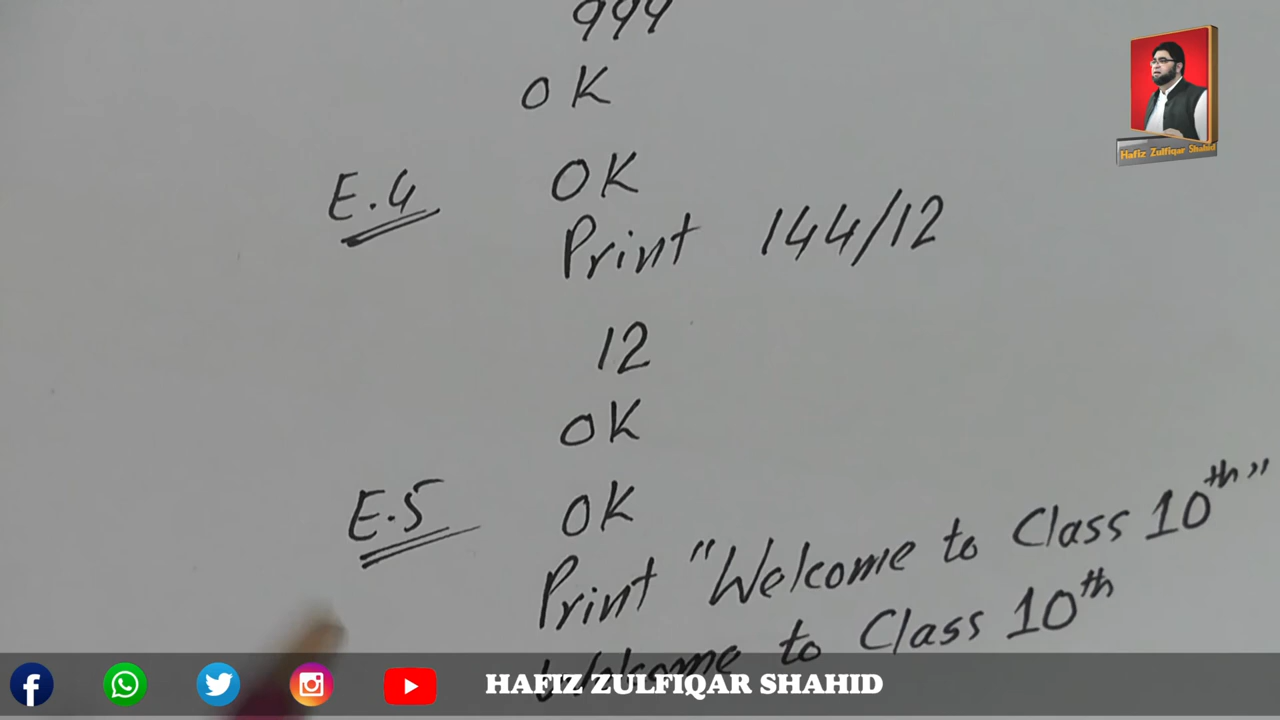 999
OK
Hafiz Zulfiqar Shahid
E.4 OK
Print 144/12
12
OK
E.5 OK
Print "Welcome to Class 10th"
Welcome to Class 10th
HAFIZ ZULFIQAR SHAHID